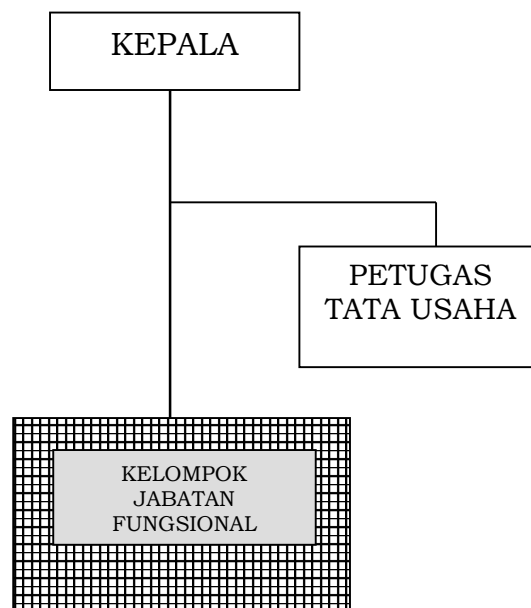 KEPALA
PETUGAS
TATA USAHA
KELOMPOK
JABATAN
FUNGSIONAL